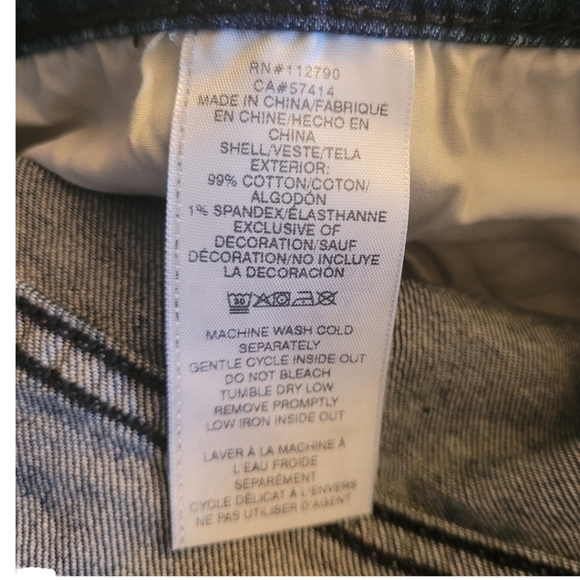 RN#112790
CA#57414
MADE IN CHINA/FABRIQUÉ
EN CHINE/HECHO EN
CHINA
SHELL/VESTE/TELA
EXTERIOR:
99% COTTON/COTON/
ALGODÓN
1% SPANDEX/ÉLASTHANNE
EXCLUSIVE OF
DECORATION/SAUF
DÉCORATION/NO INCLUYE
LA DECORACIÓN
30
MACHINE WASH COLD
SEPARATELY
GENTLE CYCLE INSIDE OUT
DO NOT BLEACH
TUMBLE DRY LOW
REMOVE PROMPTLY
LOW IRON INSIDE OUT
LAVER À LA MACHINE À
L'EAU FROIDE
SÉPARÉMENT
CYCLE DÉLICAT À L'ENVERS
NE PAS UTILISER D'AGENT